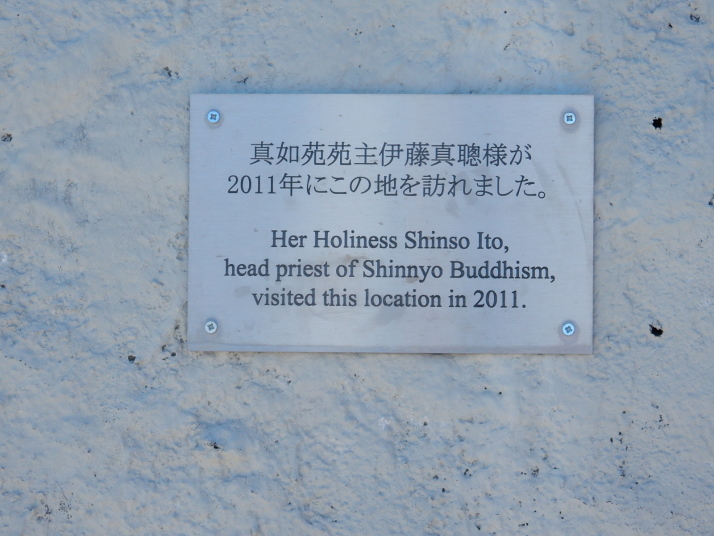 真如苑苑主伊藤真聰様が
2011年にこの地を訪れました。
Her Holiness Shinso Ito,
head priest of Shinnyo Buddhism,
visited this location in 2011.